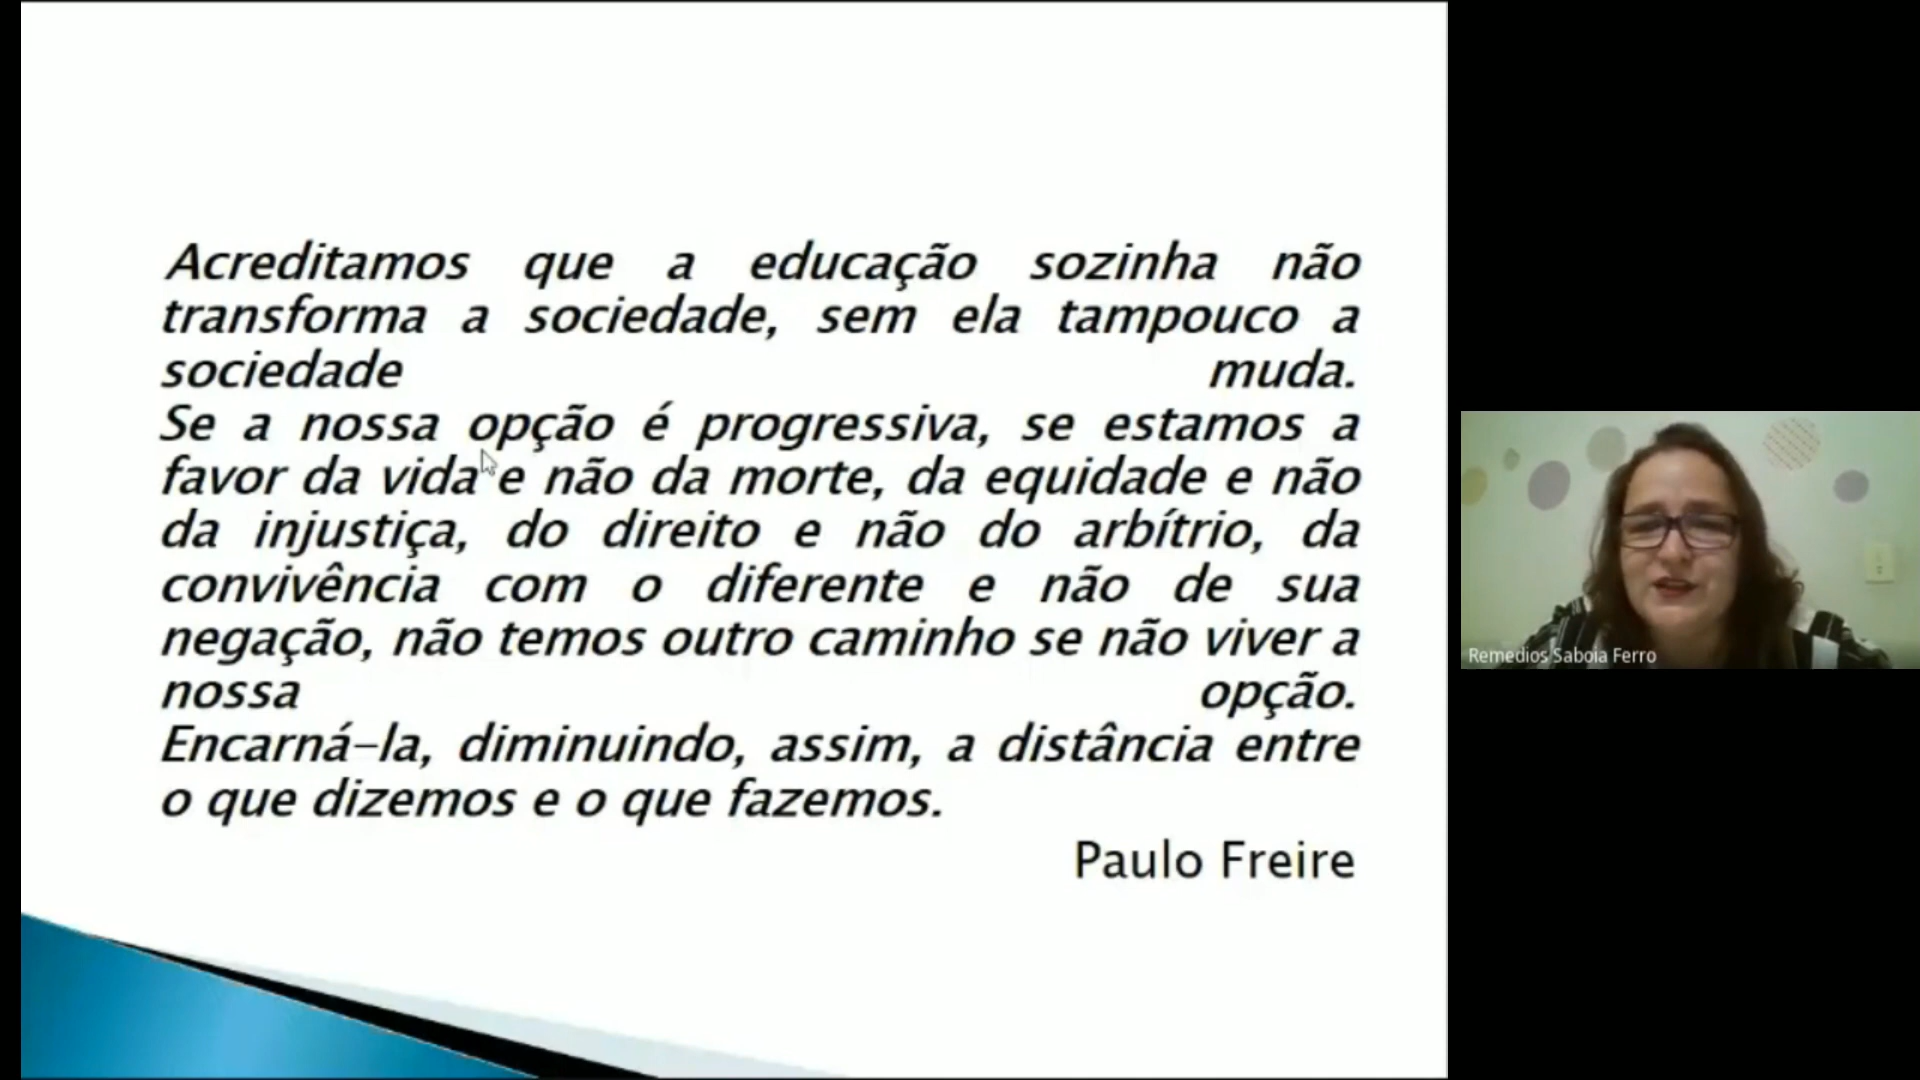 Acreditamos que a educação sozinha não
transforma a sociedade, sem ela tampouco a
sociedade muda.
Se a nossa opção é progressiva, se estamos a
favor da vida e não da morte, da equidade e não
da injustiça, do direito e não do arbítrio, da
convivência com o diferente e não de sua
negação, não temos outro caminho se não viver a
nossa opção.
Encarná-la, diminuindo, assim, a distância entre
o que dizemos e o que fazemos.
Paulo Freire
Remedios Saboia Ferro